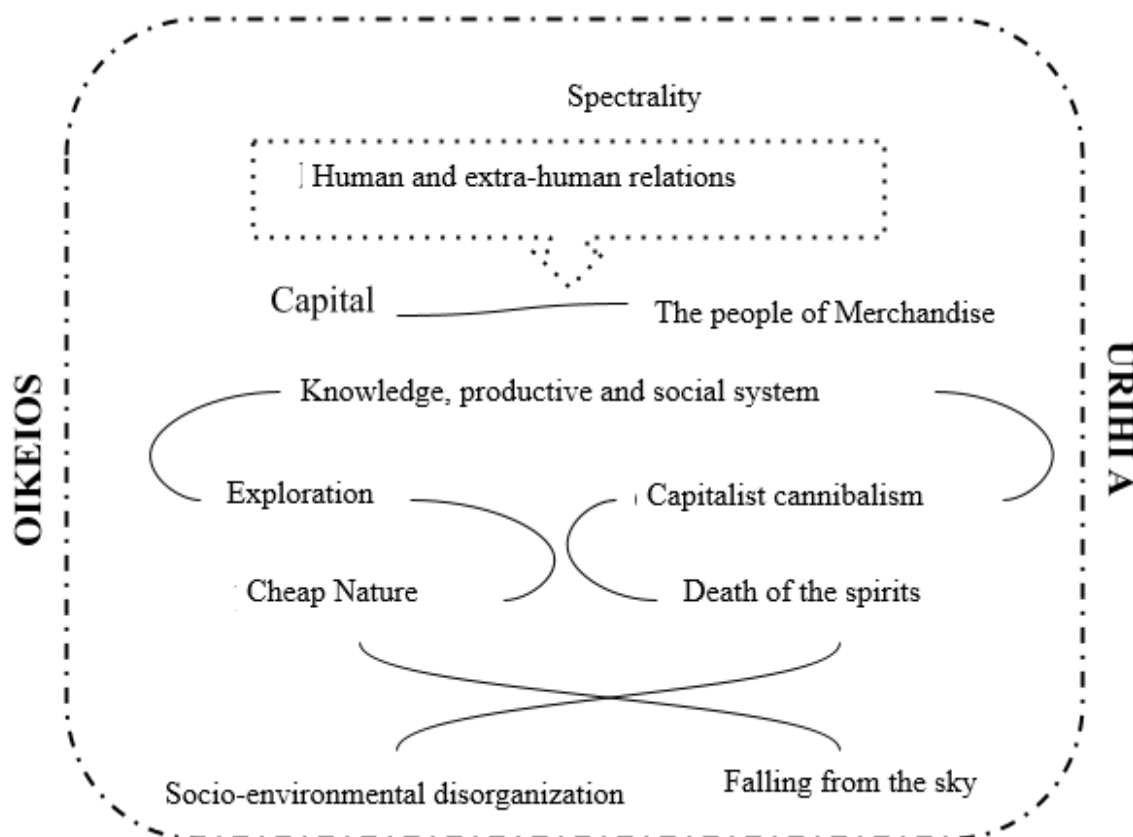 Spectrality
Human and extra-human relations
Capital
The people of Merchandise
Knowledge, productive and social system
Exploration
Capitalist cannibalism
Cheap Nature
Death of the spirits
Socio-environmental disorganization
Falling from the sky
OIKEIOS
URIHI A